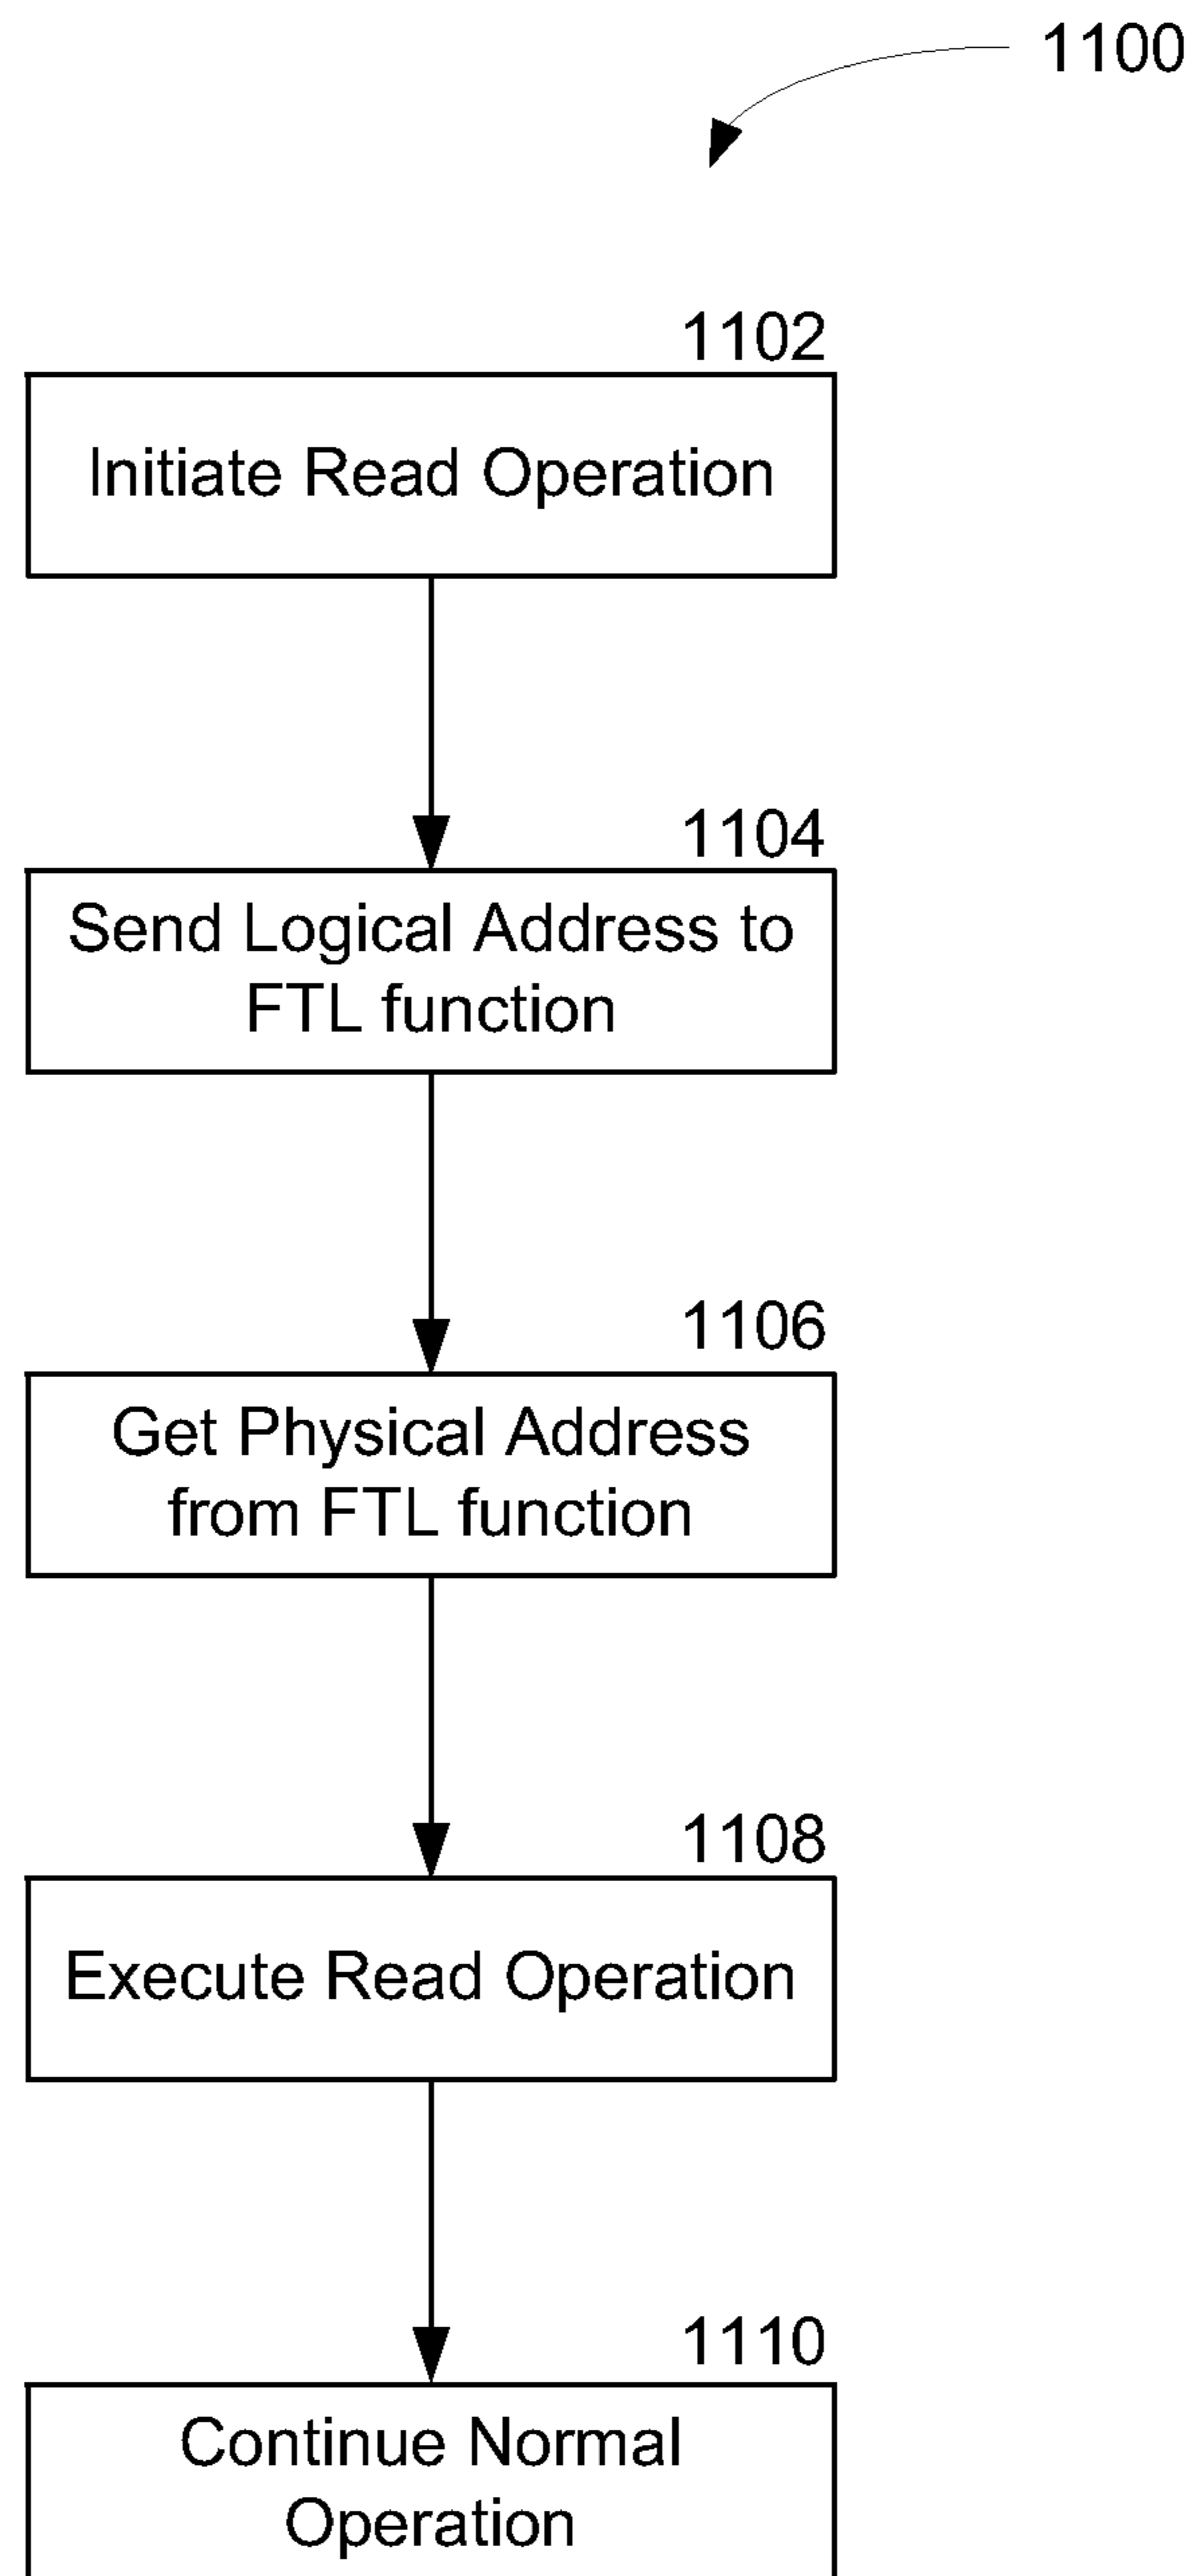 1100
1102
Initiate Read Operation
1104
Send Logical Address to
FTL function
1106
Get Physical Address
from FTL function
1108
Execute Read Operation
1110
Continue Normal
Operation